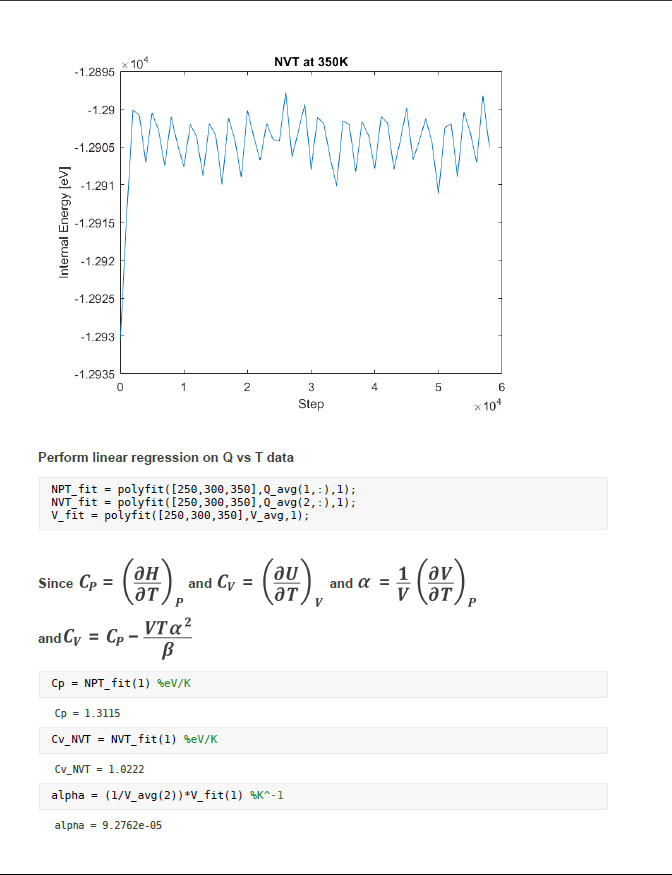 NVT at 350K
×10⁴
-1.2895
-1.29
-1.2905
-1.291
-1.2915
-1.292
-1.2925
-1.293
-1.2935
Internal Energy [eV]
0 1 2 3 4 5 6
Step
×10⁴
Perform linear regression on Q vs T data
NPT_fit = polyfit([250,300,350],Q_avg(1,:),1);
NVT_fit = polyfit([250,300,350],Q_avg(2,:),1);
V_fit = polyfit([250,300,350],V_avg,1);
Since C_P = (∂H/∂T)_P and C_V = (∂U/∂T)_V and α = 1/V (∂V/∂T)_P
and C_V = C_P − VTα²/β
Cp = NPT_fit(1) %eV/K
Cp = 1.3115
Cv_NVT = NVT_fit(1) %eV/K
Cv_NVT = 1.0222
alpha = (1/V_avg(2))*V_fit(1) %K^-1
alpha = 9.2762e-05